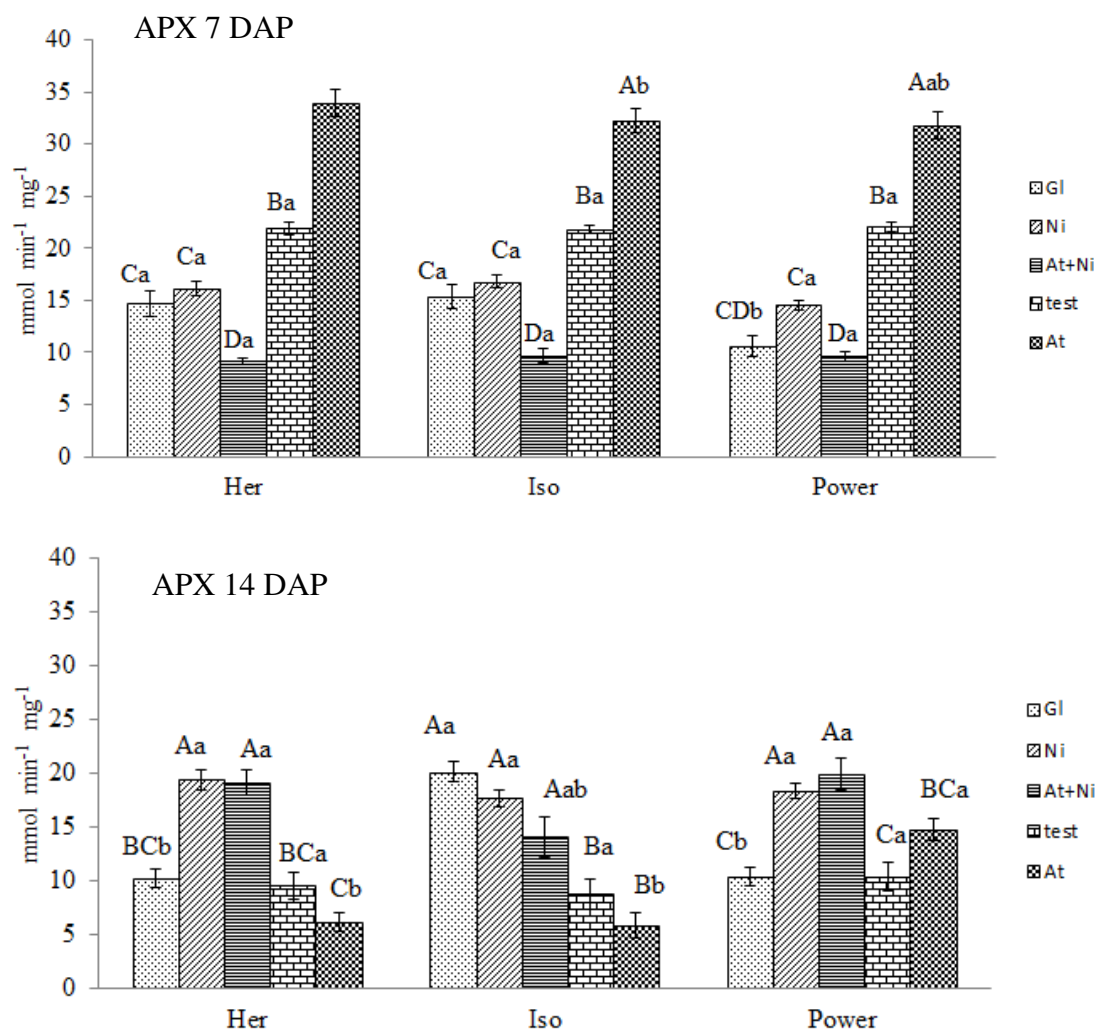 APX 7 DAP
mmol min-1 mg-1
40
35
30
25
20
15
10
5
0
Ca
Ca
Da
Ba
Ca
Ca
Da
Ba
Ab
CDb
Ca
Da
Ba
Aab
Her
Iso
Power
Gl
Ni
At+Ni
test
At
APX 14 DAP
mmol min-1 mg-1
40
35
30
25
20
15
10
5
0
BCb
Aa
Aa
BCa
Cb
Aa
Aa
Aab
Ba
Bb
Cb
Aa
Aa
Ca
BCa
Her
Iso
Power
Gl
Ni
At+Ni
test
At